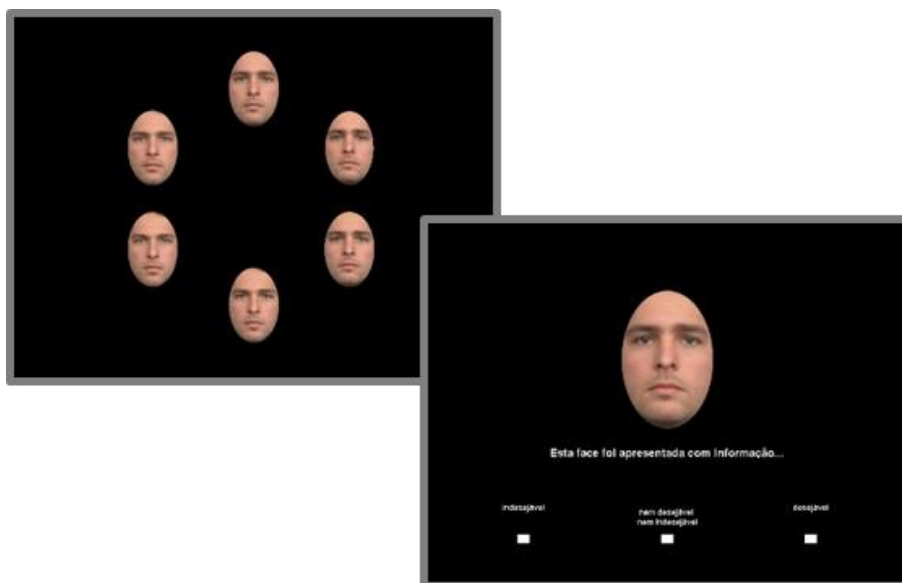 Esta face foi apresentada com informação...
indesejável
nem desejável
nem indesejável
desejável